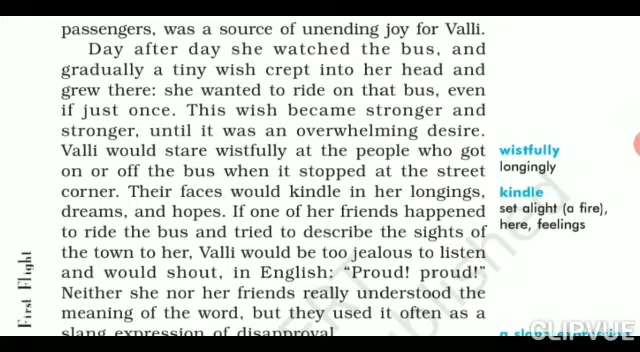 passengers, was a source of unending joy for Valli.
Day after day she watched the bus, and
gradually a tiny wish crept into her head and
grew there: she wanted to ride on that bus, even
if just once. This wish became stronger and
stronger, until it was an overwhelming desire.
Valli would stare wistfully at the people who got
on or off the bus when it stopped at the street
corner. Their faces would kindle in her longings,
dreams, and hopes. If one of her friends happened
to ride the bus and tried to describe the sights of
the town to her, Valli would be too jealous to listen
and would shout, in English: “Proud! proud!”
Neither she nor her friends really understood the
meaning of the word, but they used it often as a
slang expression of disapproval.
wistfully
longingly
kindle
set alight (a fire),
here, feelings
a slang expression
First Flight
CLIPVUE